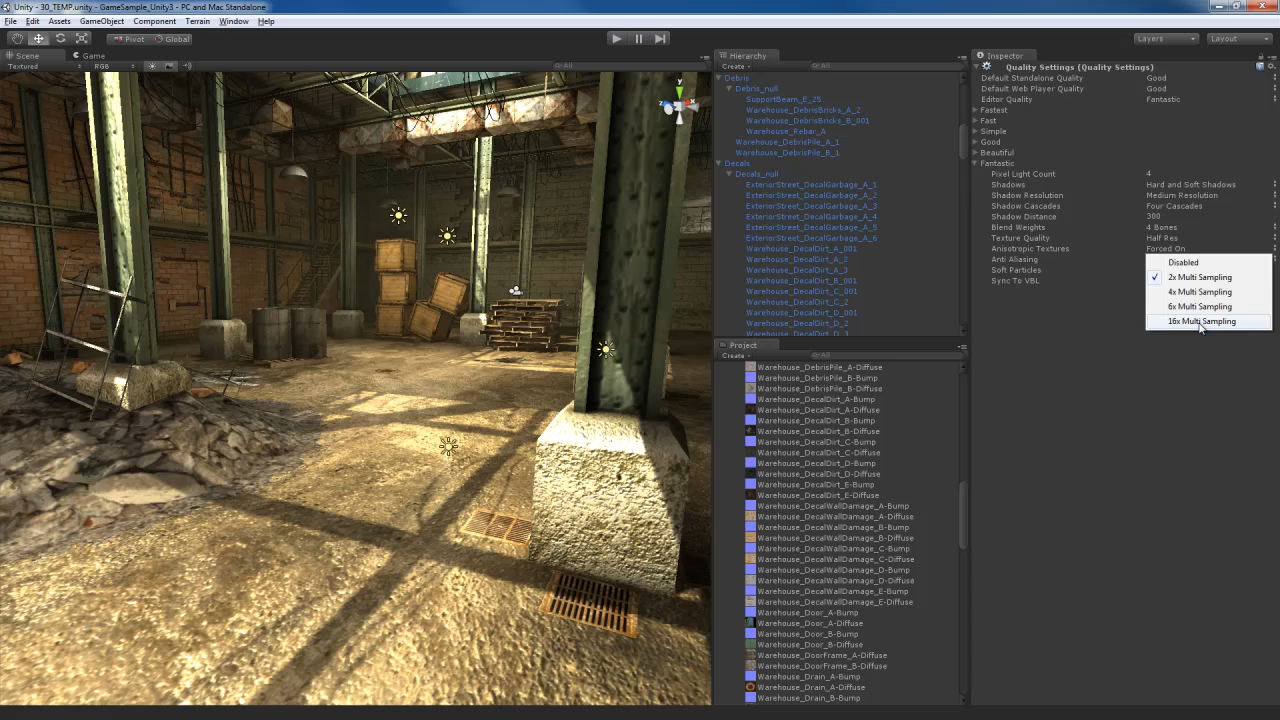 Unity - 30_TEMP.unity - GameSample_Unity3 - PC and Mac Standalone
File Edit Assets GameObject Component Terrain Window Help
Pivot Global Layers Layout
Scene Game
Textured RGB All
y
z x
Hierarchy
Create All
Debris
Debris_null
SupportBeam_E_25
Warehouse_DebrisBricks_A_2
Warehouse_DebrisBricks_B_001
Warehouse_Rebar_A
Warehouse_DebrisPile_A_1
Warehouse_DebrisPile_B_1
Decals
Decals_null
ExteriorStreet_DecalGarbage_A_1
ExteriorStreet_DecalGarbage_A_2
ExteriorStreet_DecalGarbage_A_3
ExteriorStreet_DecalGarbage_A_4
ExteriorStreet_DecalGarbage_A_5
ExteriorStreet_DecalGarbage_A_6
Warehouse_DecalDirt_A_001
Warehouse_DecalDirt_A_2
Warehouse_DecalDirt_A_3
Warehouse_DecalDirt_B_001
Warehouse_DecalDirt_C_001
Warehouse_DecalDirt_C_2
Warehouse_DecalDirt_D_001
Warehouse_DecalDirt_D_2
Warehouse_DecalDirt_D_3
Project
Create All
Warehouse_DebrisPile_A-Diffuse
Warehouse_DebrisPile_B-Bump
Warehouse_DebrisPile_B-Diffuse
Warehouse_DecalDirt_A-Bump
Warehouse_DecalDirt_A-Diffuse
Warehouse_DecalDirt_B-Bump
Warehouse_DecalDirt_B-Diffuse
Warehouse_DecalDirt_C-Bump
Warehouse_DecalDirt_C-Diffuse
Warehouse_DecalDirt_D-Bump
Warehouse_DecalDirt_D-Diffuse
Warehouse_DecalDirt_E-Bump
Warehouse_DecalDirt_E-Diffuse
Warehouse_DecalWallDamage_A-Bump
Warehouse_DecalWallDamage_A-Diffuse
Warehouse_DecalWallDamage_B-Bump
Warehouse_DecalWallDamage_B-Diffuse
Warehouse_DecalWallDamage_C-Bump
Warehouse_DecalWallDamage_C-Diffuse
Warehouse_DecalWallDamage_D-Bump
Warehouse_DecalWallDamage_D-Diffuse
Warehouse_DecalWallDamage_E-Bump
Warehouse_DecalWallDamage_E-Diffuse
Warehouse_Door_A-Bump
Warehouse_Door_A-Diffuse
Warehouse_Door_B-Bump
Warehouse_Door_B-Diffuse
Warehouse_DoorFrame_A-Diffuse
Warehouse_DoorFrame_B-Diffuse
Warehouse_Drain_A-Bump
Warehouse_Drain_A-Diffuse
Warehouse_Drain_B-Bump
Inspector
Quality Settings (Quality Settings)
Default Standalone Quality Good
Default Web Player Quality Good
Editor Quality Fantastic
Fastest
Fast
Simple
Good
Beautiful
Fantastic
Pixel Light Count 4
Shadows Hard and Soft Shadows
Shadow Resolution Medium Resolution
Shadow Cascades Four Cascades
Shadow Distance 300
Blend Weights 4 Bones
Texture Quality Half Res
Anisotropic Textures Forced On
Anti Aliasing
Soft Particles
Sync To VBL
Disabled
2x Multi Sampling
4x Multi Sampling
6x Multi Sampling
16x Multi Sampling